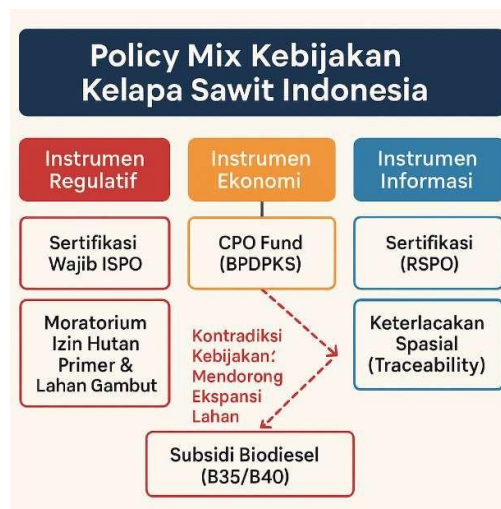 Policy Mix Kebijakan
Kelapa Sawit Indonesia
Instrumen
Regulatif
Instrumen
Ekonomi
Instrumen
Informasi
Sertifikasi
Wajib ISPO
CPO Fund
(BPDPKS)
Sertifikasi
(RSPO)
Moratorium
Izin Hutan
Primer &
Lahan Gambut
Kontradiksi
Kebijakan:
Mendorong
Ekspansi
Lahan
Keterlacakan
Spasial
(Traceability)
Subsidi Biodiesel
(B35/B40)